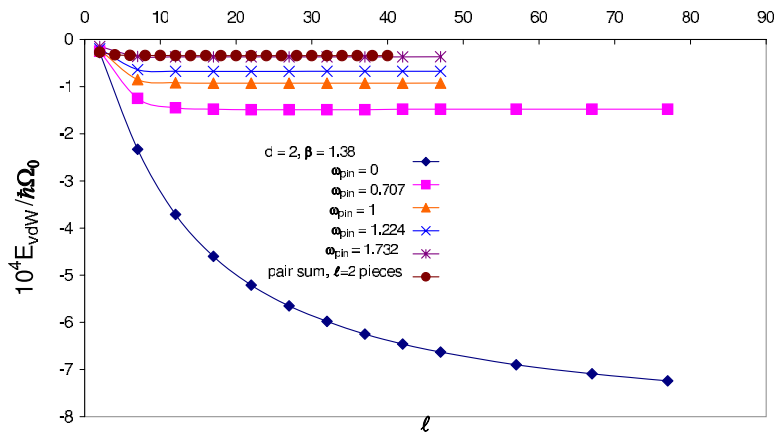 0 10 20 30 40 50 60 70 80 90
0
-1
-2
-3
-4
-5
-6
-7
-8
10⁴E_vdW/ℏΩ₀
d = 2, β = 1.38
ω_pin = 0
ω_pin = 0.707
ω_pin = 1
ω_pin = 1.224
ω_pin = 1.732
pair sum, ℓ=2 pieces
ℓ